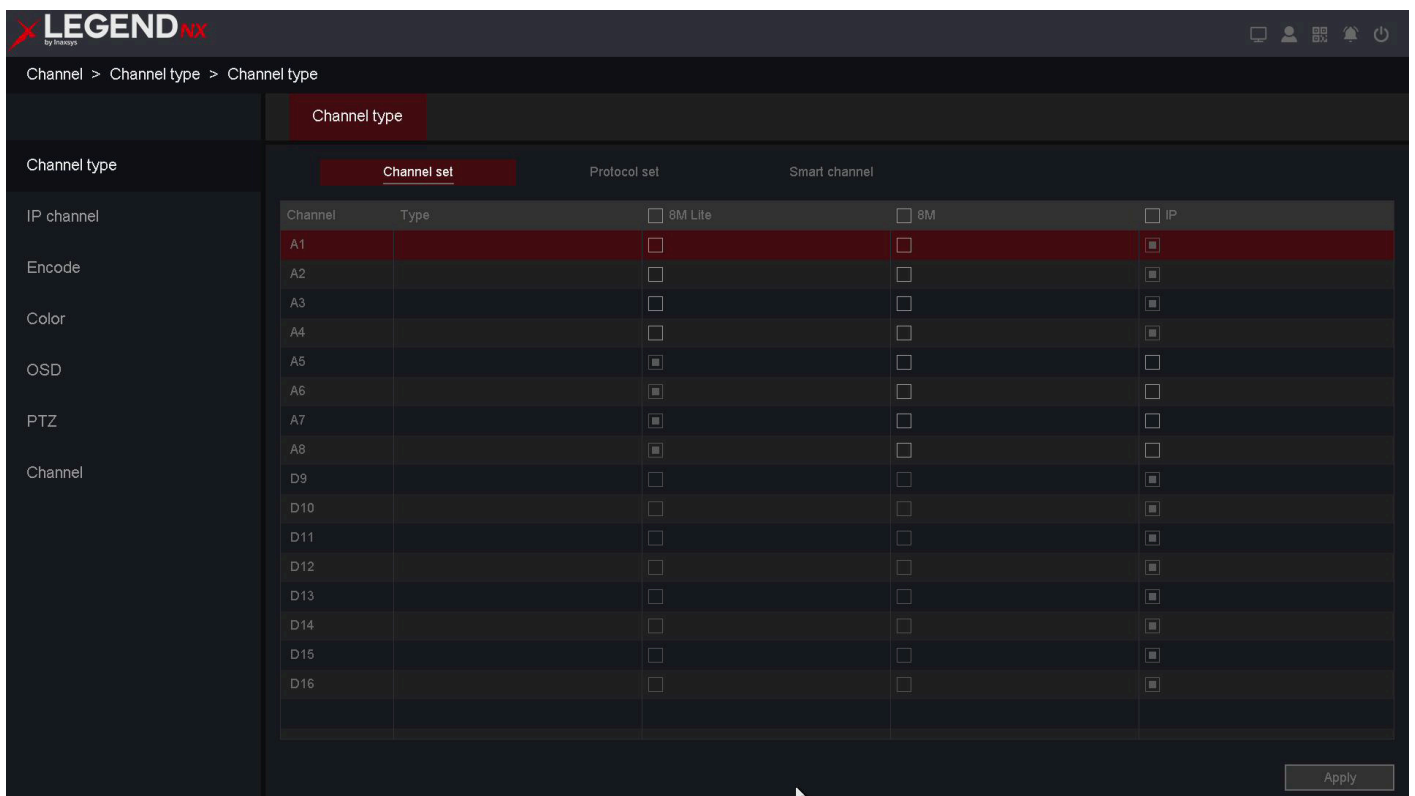 LEGEND NX
by Inaxsys
Channel > Channel type > Channel type
Channel type
Channel type
Channel set Protocol set Smart channel
IP channel
Encode
Color
OSD
PTZ
Channel
Channel Type 8M Lite 8M IP
A1
A2
A3
A4
A5
A6
A7
A8
D9
D10
D11
D12
D13
D14
D15
D16
Apply